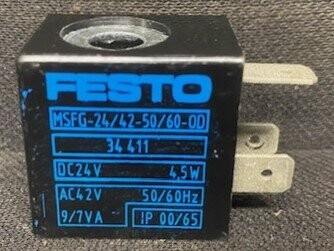 FESTO
MSFG-24/42-50/60-OD
34 411
DC24V 4,5W
AC42V 50/60Hz
9/7VA IP 00/65